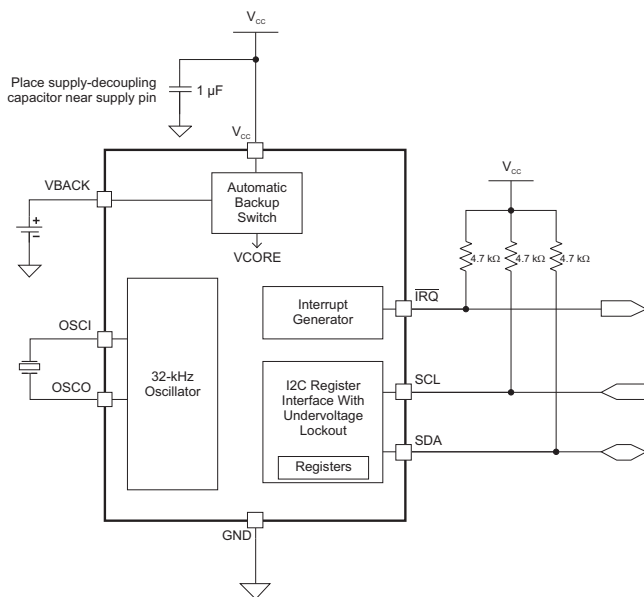 VCC
Place supply-decoupling
capacitor near supply pin
1 µF
VCC
VBACK
+
−
Automatic
Backup
Switch
VCORE
VCC
4.7 kΩ 4.7 kΩ 4.7 kΩ
IRQ
Interrupt
Generator
OSCI
OSCO
32-kHz
Oscillator
I2C Register
Interface With
Undervoltage
Lockout
Registers
SCL
SDA
GND